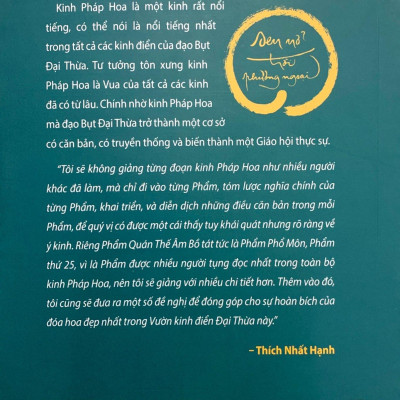 Kinh Pháp Hoa là một kinh rất nổi
tiếng, có thể nói là nổi tiếng nhất
trong tất cả các kinh điển của đạo Bụt
Đại Thừa. Tư tưởng tôn xưng kinh
Pháp Hoa là Vua của tất cả các kinh
đã có từ lâu. Chính nhờ kinh Pháp Hoa
mà đạo Bụt Đại Thừa trở thành một cơ sở
có căn bản, có truyền thống và biến thành một Giáo hội thực sự.
sen nở
trời
phương ngoại
“Tôi sẽ không giảng từng đoạn kinh Pháp Hoa như nhiều người
khác đã làm, mà chỉ đi vào từng Phẩm, tóm lược nghĩa chính của
từng Phẩm, khai triển, và diễn dịch những điều căn bản trong mỗi
Phẩm, để quý vị có được một cái thấy tuy khái quát nhưng rõ ràng về
ý kinh. Riêng Phẩm Quán Thế Âm Bồ tát tức là Phẩm Phổ Môn, Phẩm
thứ 25, vì là Phẩm được nhiều người tụng đọc nhất trong toàn bộ
kinh Pháp Hoa, nên tôi sẽ giảng với nhiều chi tiết hơn. Thêm vào đó,
tôi cũng sẽ đưa ra một số đề nghị để đóng góp cho sự hoàn bích của
đóa hoa đẹp nhất trong Vườn kinh điển Đại Thừa này.”
– Thích Nhất Hạnh